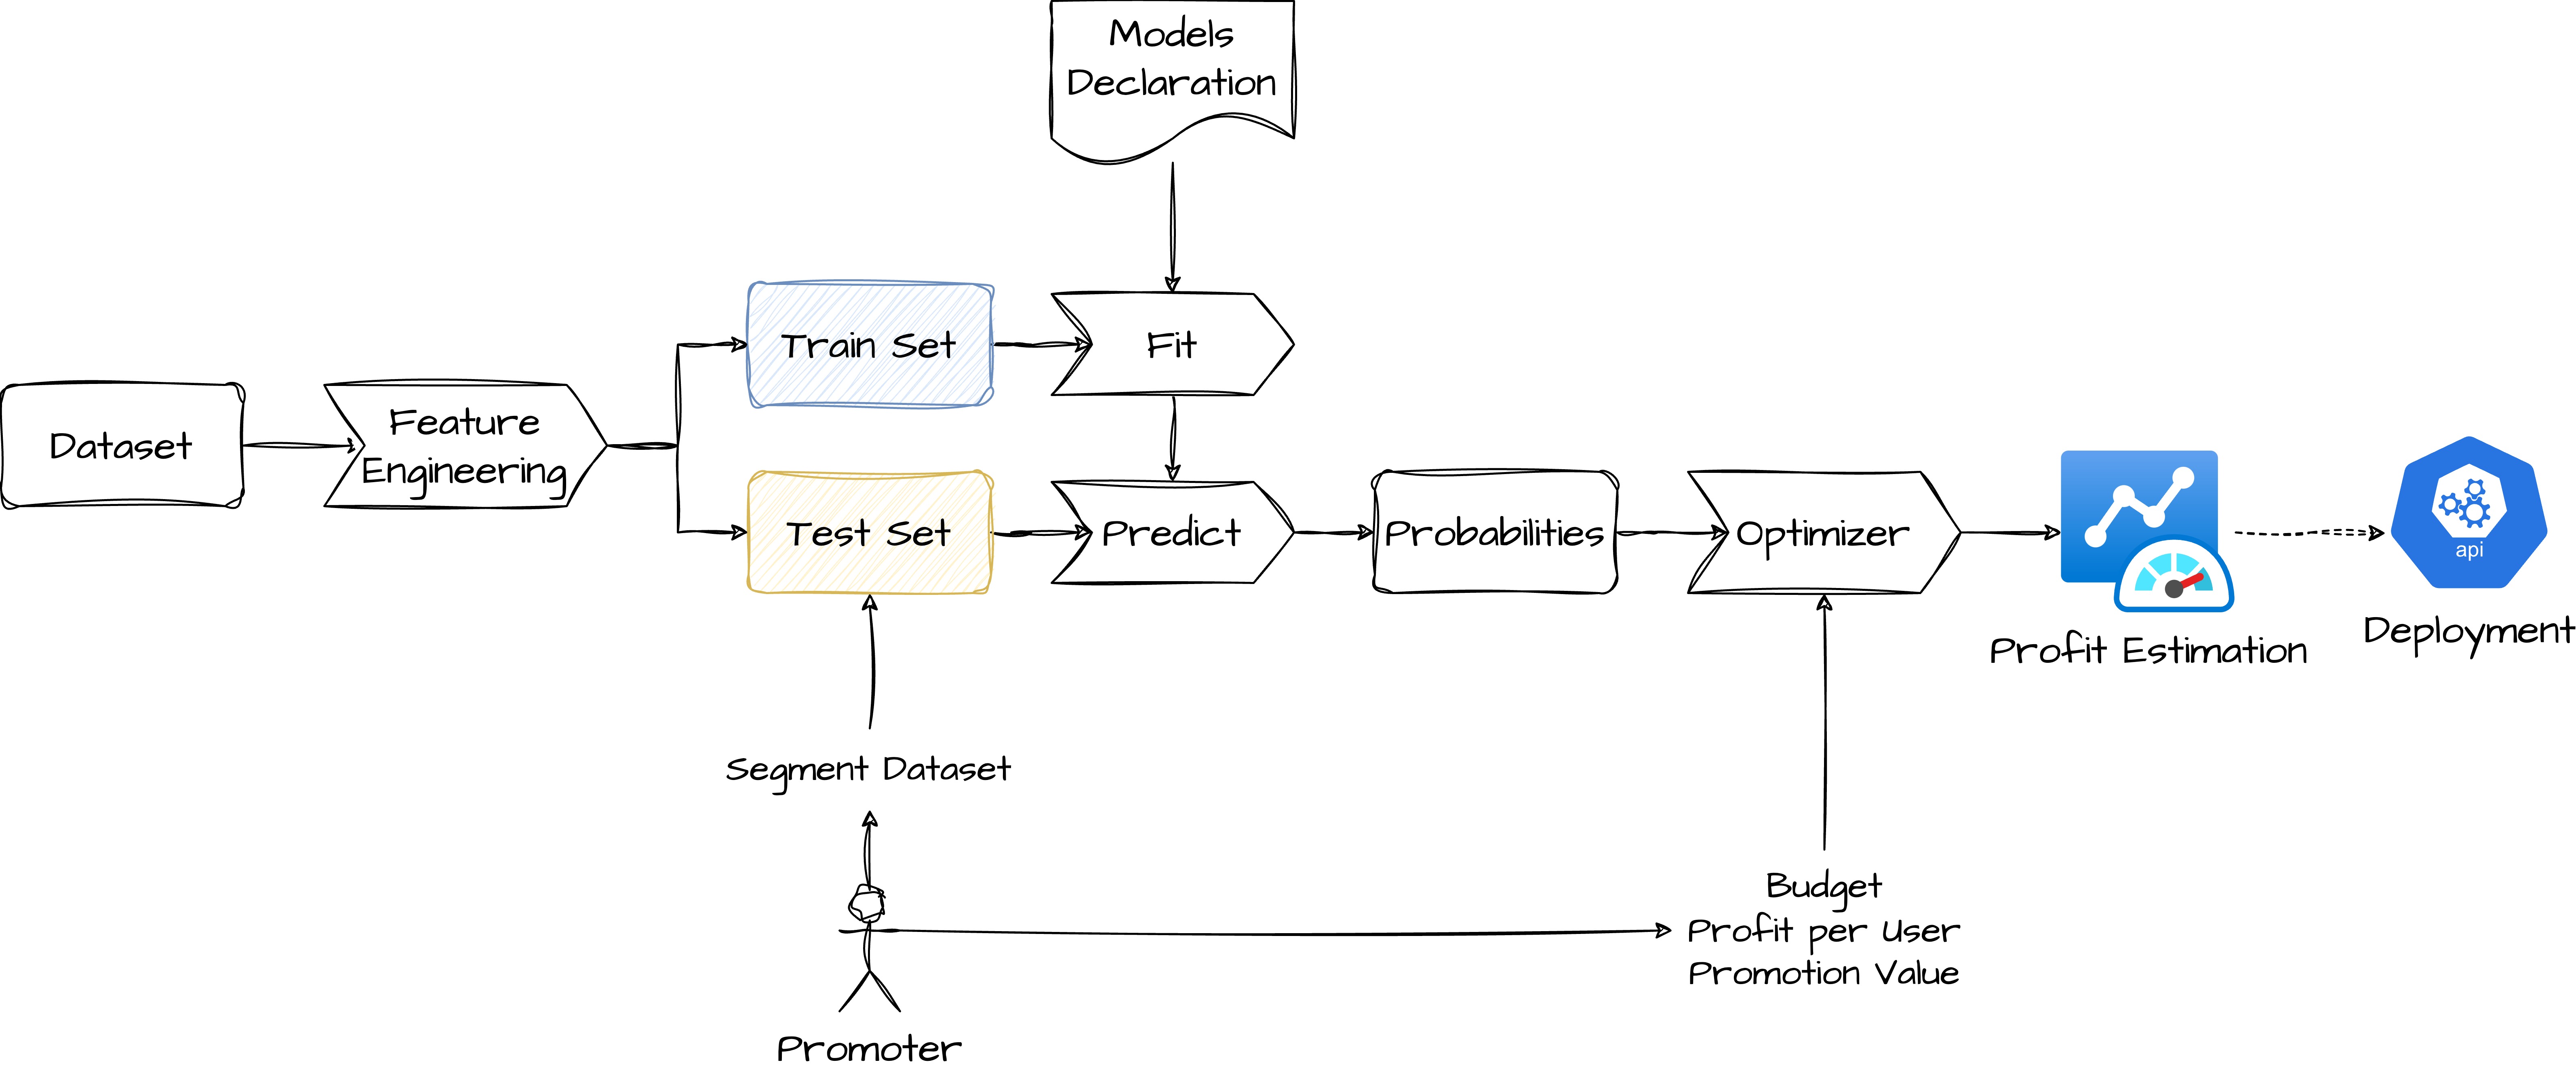 Models
Declaration
Train Set
Fit
Dataset
Feature
Engineering
Test Set
Predict
Probabilities
Optimizer
api
Profit Estimation
Deployment
Segment Dataset
Budget
Profit per User
Promotion Value
Promoter